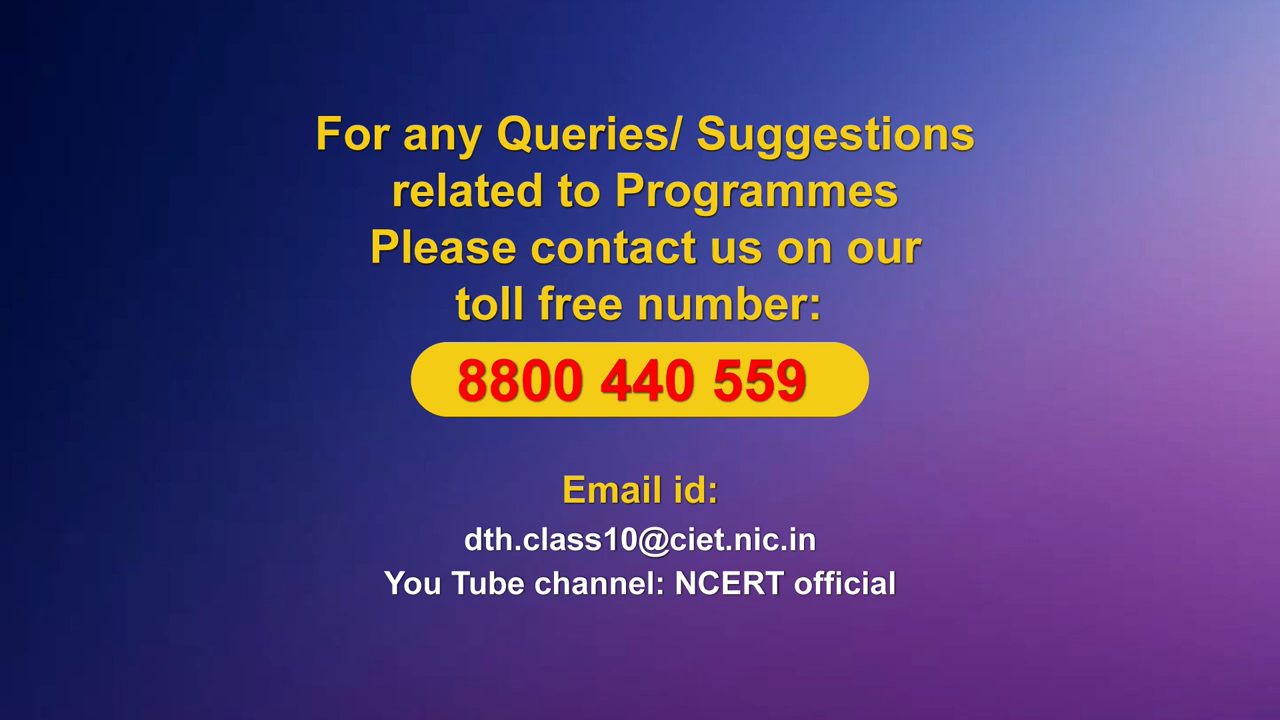 For any Queries/ Suggestions
related to Programmes
Please contact us on our
toll free number:
8800 440 559
Email id:
dth.class10@ciet.nic.in
You Tube channel: NCERT official